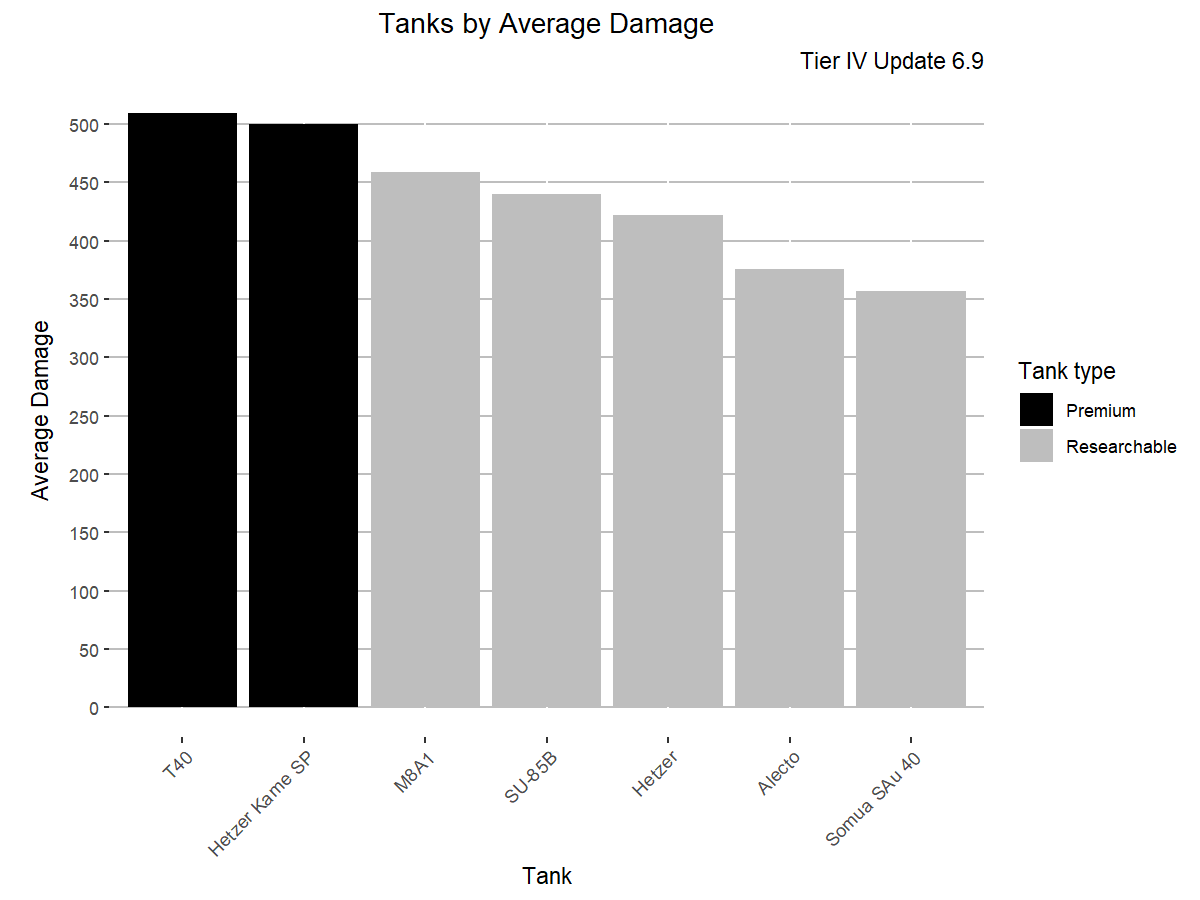 Tanks by Average Damage
Tier IV Update 6.9
Average Damage
500
450
400
350
300
250
200
150
100
50
0
T40
Hetzer Kame SP
M8A1
SU-85B
Hetzer
Alecto
Somua SAu 40
Tank
Tank type
Premium
Researchable